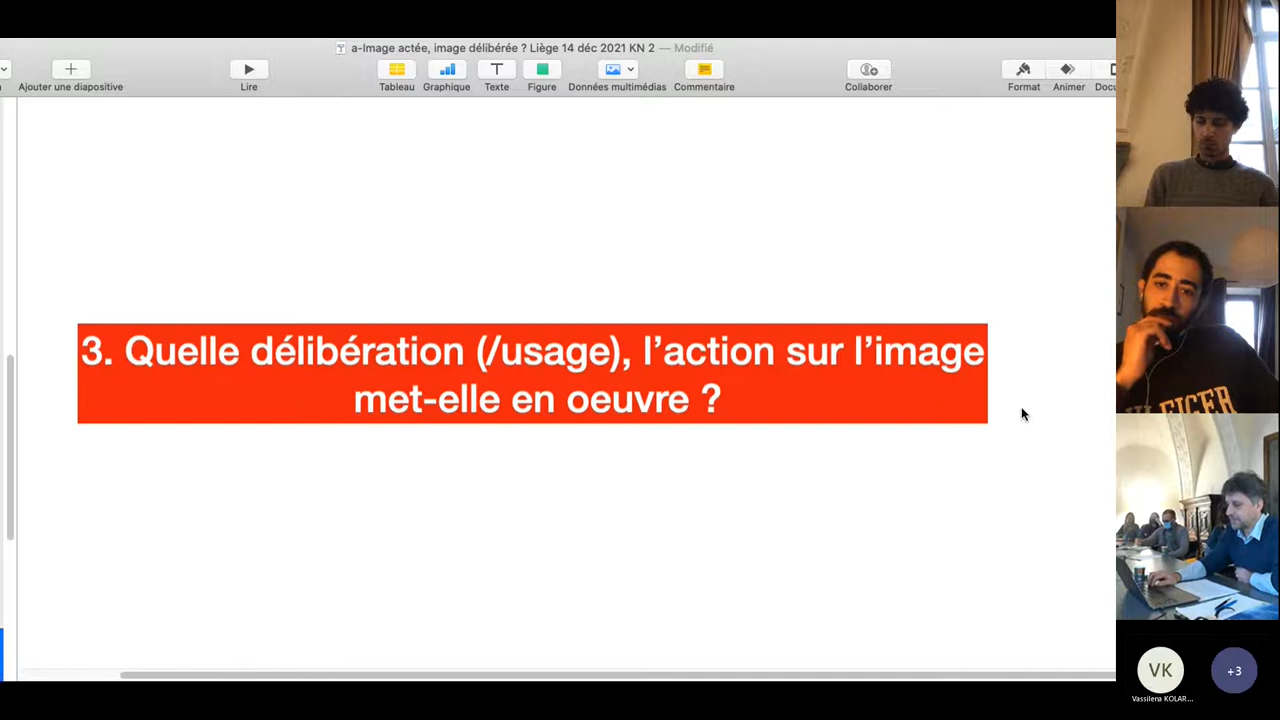 a-Image actée, image délibérée ? Liège 14 déc 2021 KN 2 — Modifié
Ajouter une diapositive
Lire
Tableau
Graphique
Texte
Figure
Données multimédias
Commentaire
Collaborer
Format
Animer
3. Quelle délibération (/usage), l’action sur l’image
met-elle en oeuvre ?
VK
+3
Vassilena KOLAR...